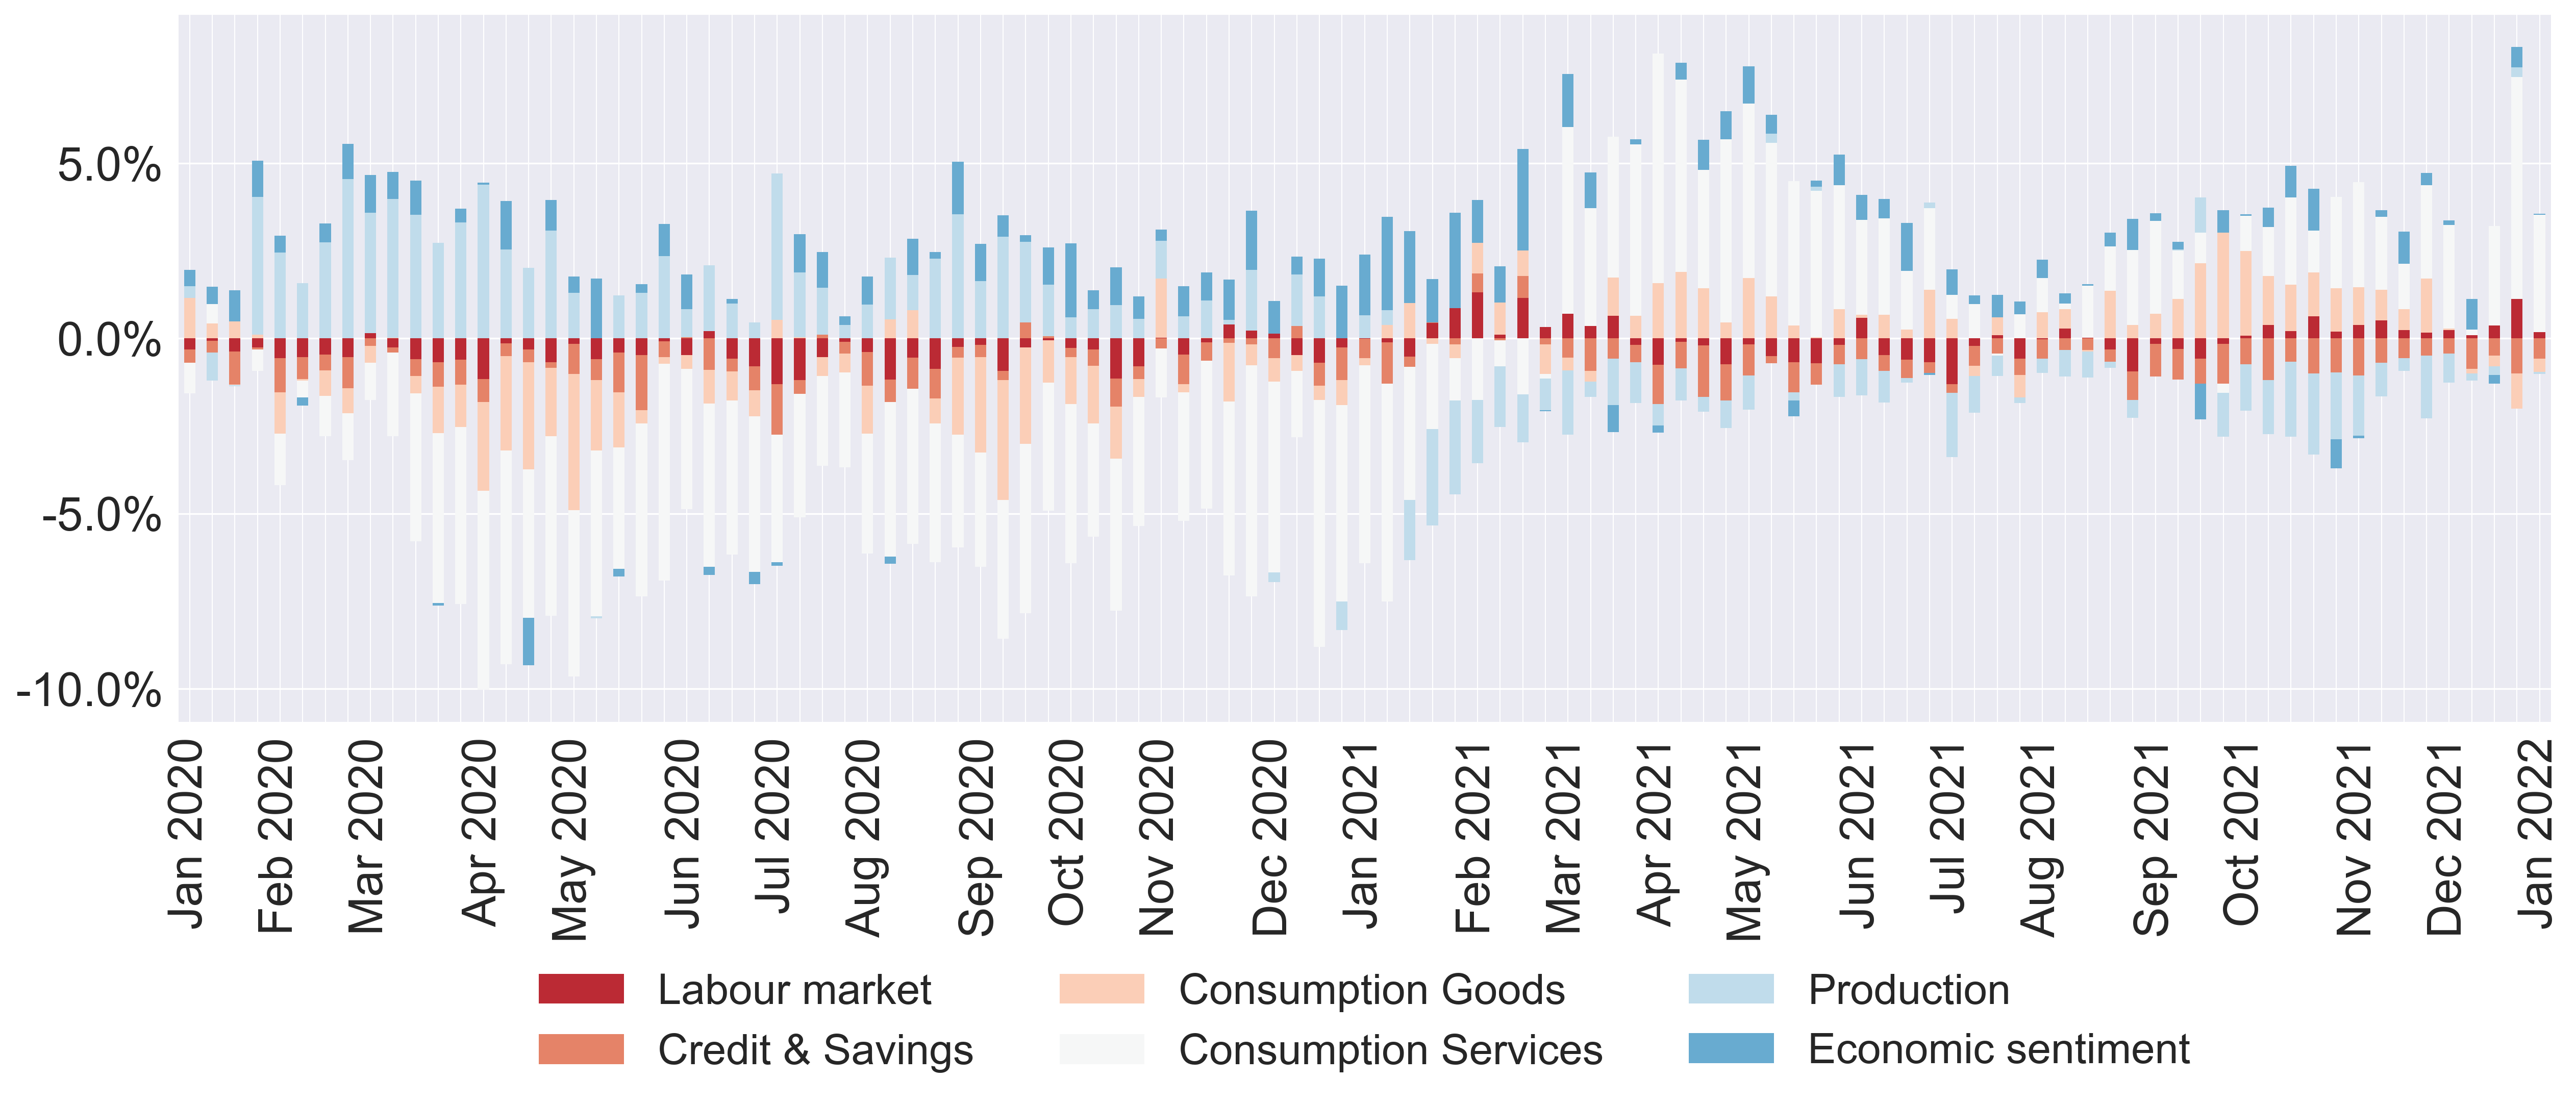 5.0%
0.0%
-5.0%
-10.0%
Jan 2020
Feb 2020
Mar 2020
Apr 2020
May 2020
Jun 2020
Jul 2020
Aug 2020
Sep 2020
Oct 2020
Nov 2020
Dec 2020
Jan 2021
Feb 2021
Mar 2021
Apr 2021
May 2021
Jun 2021
Jul 2021
Aug 2021
Sep 2021
Oct 2021
Nov 2021
Dec 2021
Jan 2022
Labour market
Consumption Goods
Production
Credit & Savings
Consumption Services
Economic sentiment